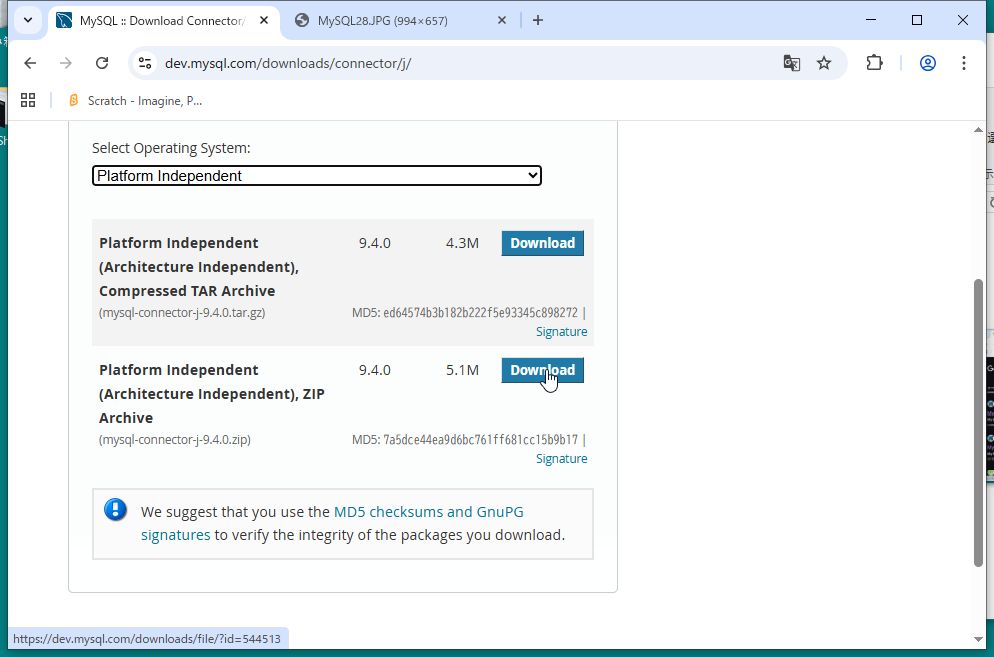 MySQL :: Download Connector/
MySQL28.JPG (994×657)
dev.mysql.com/downloads/connector/j/
Scratch - Imagine, P...
Select Operating System:
Platform Independent
Platform Independent (Architecture Independent), Compressed TAR Archive
9.4.0
4.3M
Download
(mysql-connector-j-9.4.0.tar.gz)
MD5: ed64574b3b182b222f5e93345c898272 |
Signature
Platform Independent (Architecture Independent), ZIP Archive
9.4.0
5.1M
Download
(mysql-connector-j-9.4.0.zip)
MD5: 7a5dce44ea9d6bc761ff681cc15b9b17 |
Signature
We suggest that you use the MD5 checksums and GnuPG
signatures to verify the integrity of the packages you download.
https://dev.mysql.com/downloads/file/?id=544513